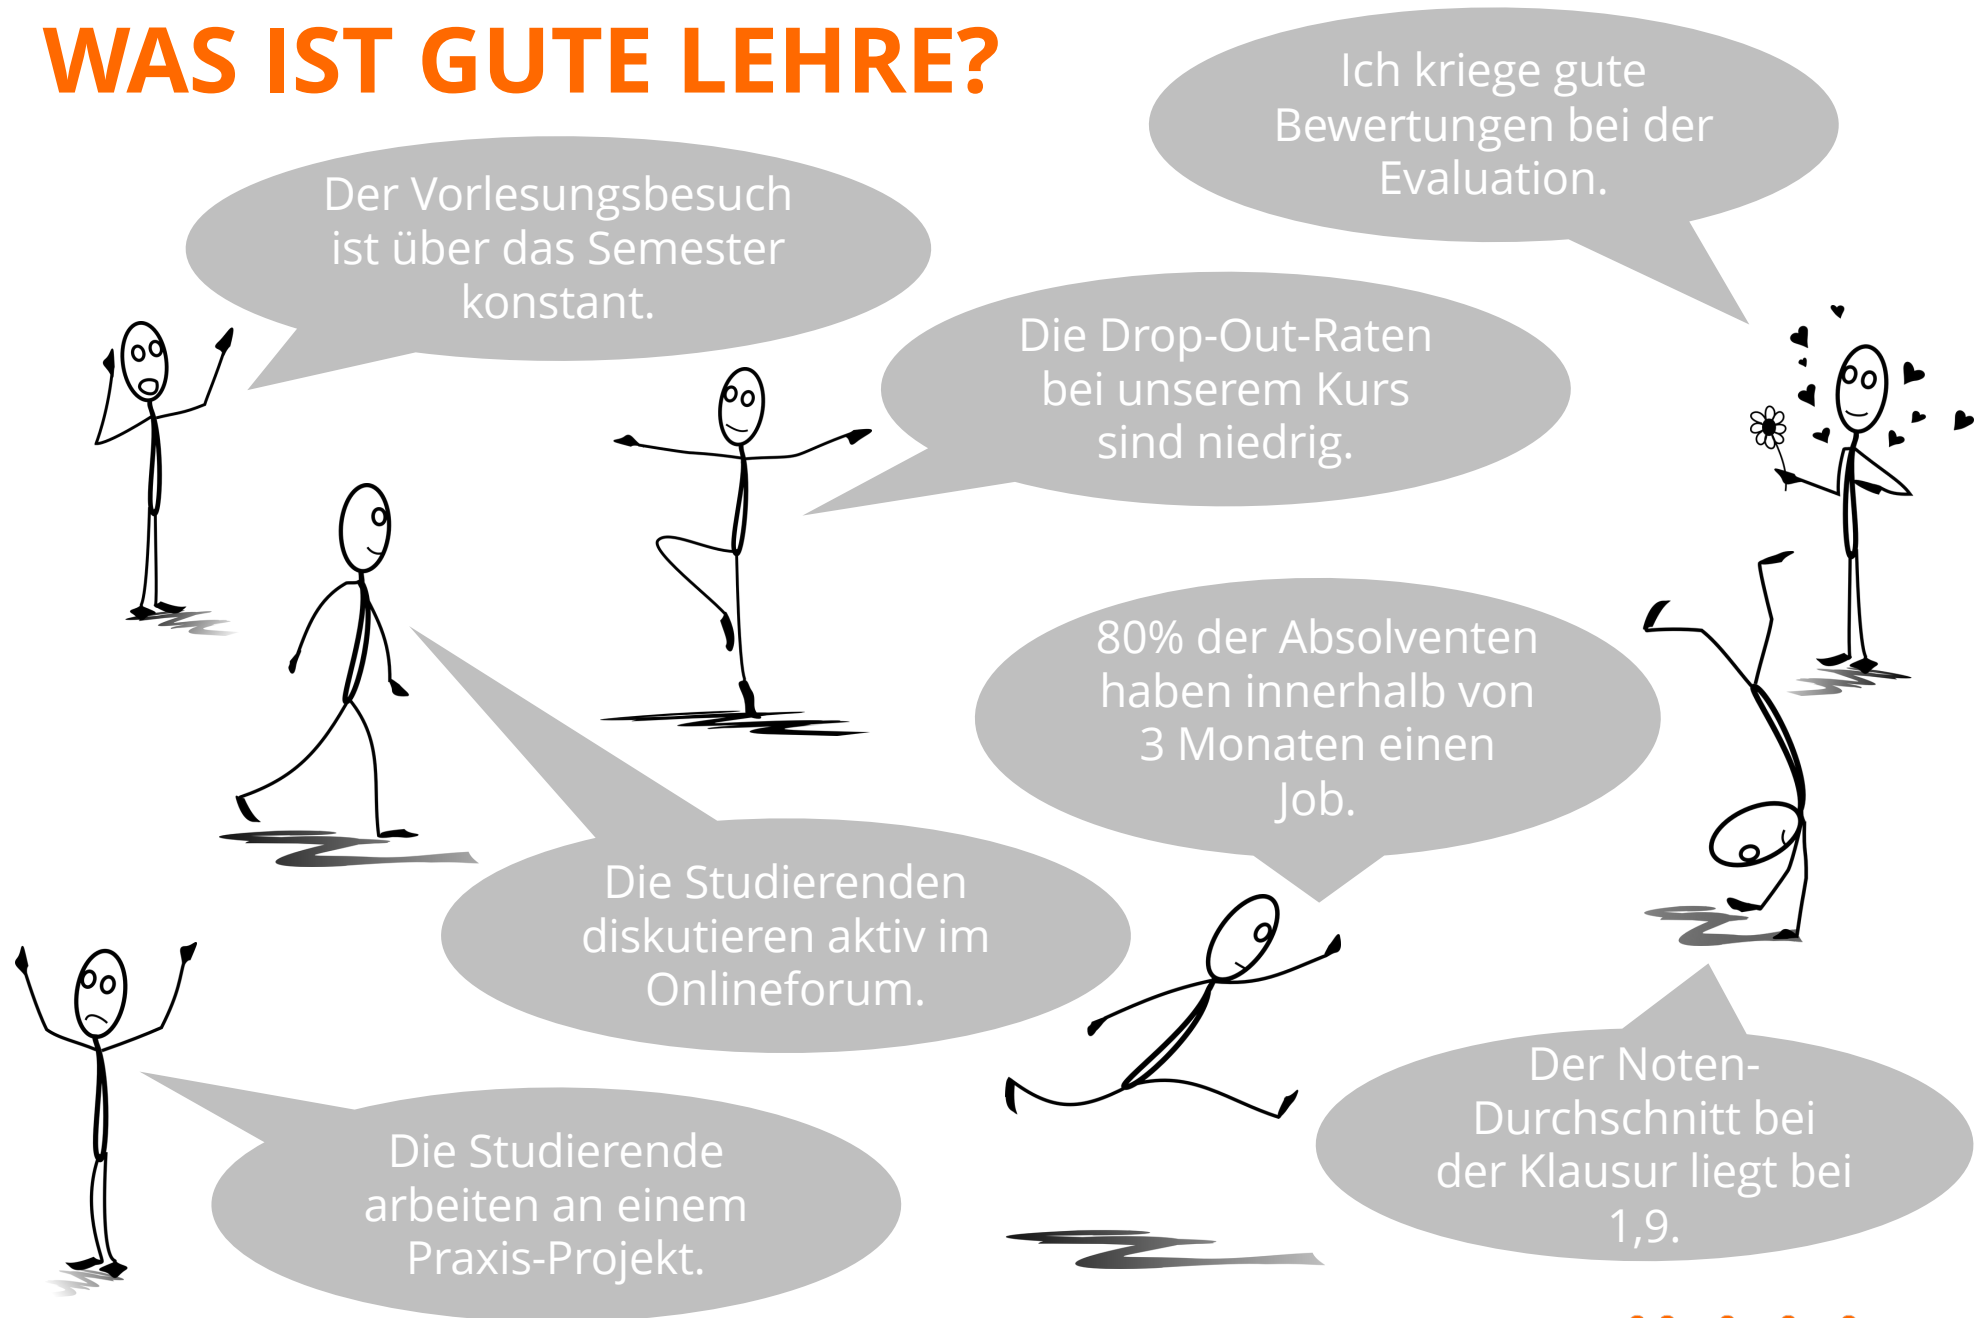 WAS IST GUTE LEHRE?
Ich kriege gute
Bewertungen bei der
Evaluation.
Der Vorlesungsbesuch
ist über das Semester
konstant.
Die Drop-Out-Raten
bei unserem Kurs
sind niedrig.
80% der Absolventen
haben innerhalb von
3 Monaten einen
Job.
Die Studierenden
diskutieren aktiv im
Onlineforum.
Der Noten-
Durchschnitt bei
der Klausur liegt bei
1,9.
Die Studierende
arbeiten an einem
Praxis-Projekt.